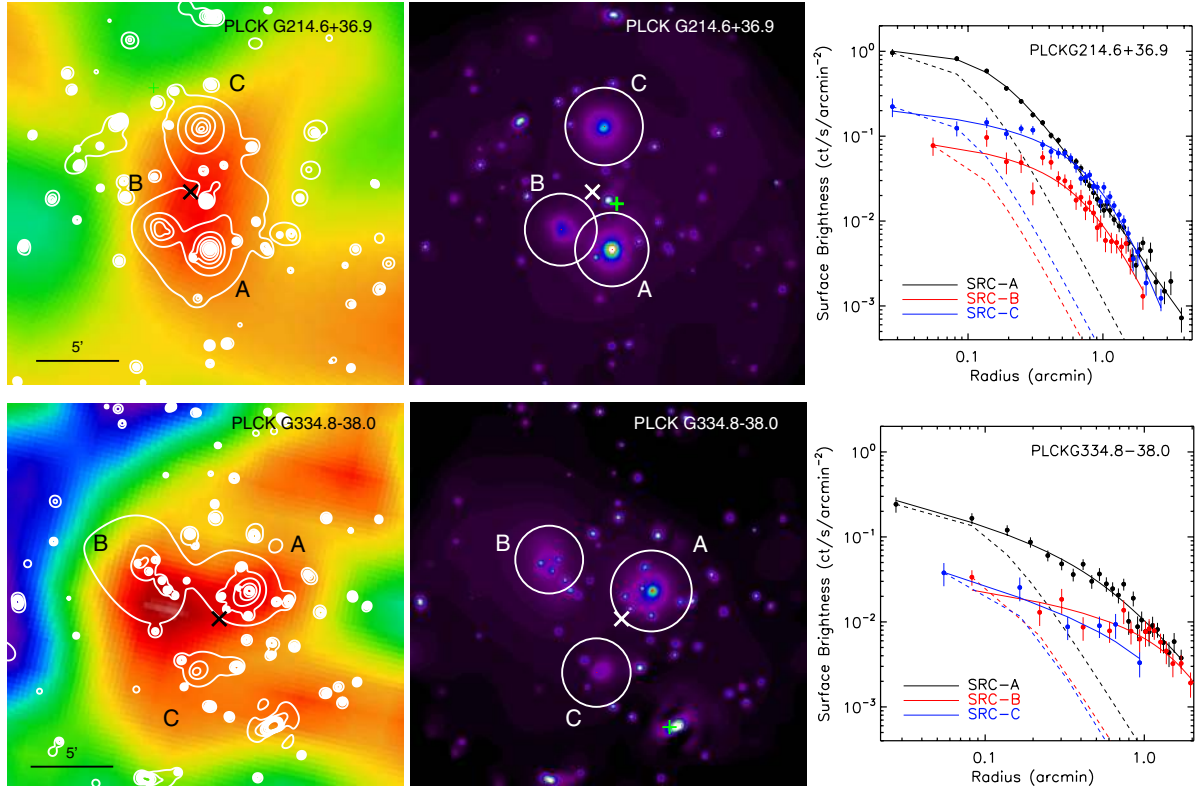 PLCK G214.6+36.9
C
B
A
5'
PLCK G214.6+36.9
C
B
A
PLCKG214.6+36.9
Surface Brightness (ct/s/arcmin⁻²)
10⁰
10⁻¹
10⁻²
10⁻³
SRC-A
SRC-B
SRC-C
0.1
1.0
Radius (arcmin)
PLCK G334.8-38.0
B
A
C
5'
PLCK G334.8-38.0
B
A
C
PLCKG334.8-38.0
Surface Brightness (ct/s/arcmin⁻²)
10⁰
10⁻¹
10⁻²
10⁻³
SRC-A
SRC-B
SRC-C
0.1
1.0
Radius (arcmin)